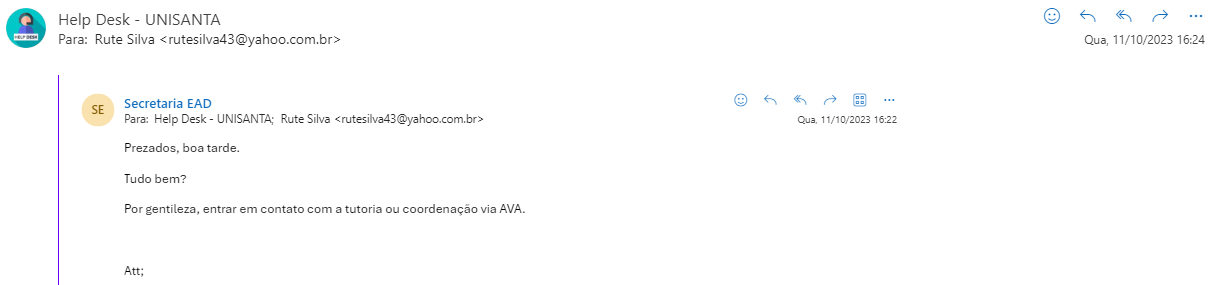 Help Desk - UNISANTA
Para: Rute Silva <rutesilva43@yahoo.com.br>
Qua, 11/10/2023 16:24
HELP DESK
SE
Secretaria EAD
Para: Help Desk - UNISANTA; Rute Silva <rutesilva43@yahoo.com.br>
Qua, 11/10/2023 16:22
Prezados, boa tarde.
Tudo bem?
Por gentileza, entrar em contato com a tutoria ou coordenação via AVA.
Att;